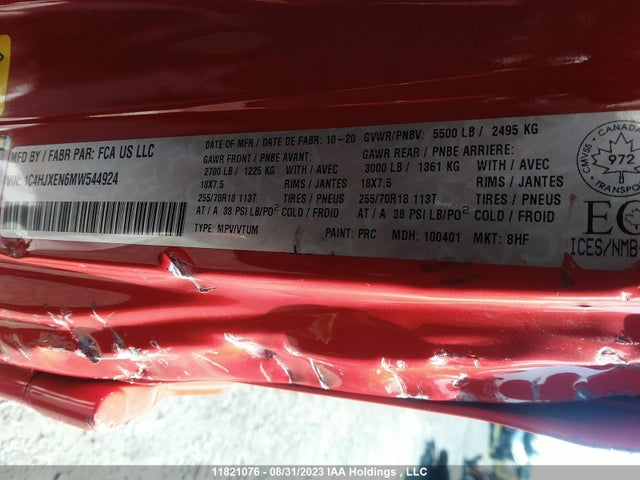 MFD BY / FABR PAR: FCA US LLC
DATE OF MFR / DATE DE FABR: 10-20 GVWR/PNBV: 5500 LB / 2495 KG
GAWR FRONT / PNBE AVANT: GAWR REAR / PNBE ARRIERE:
2700 LB / 1225 KG WITH / AVEC 3000 LB / 1361 KG WITH / AVEC
18X7.5 RIMS / JANTES 18X7.5 RIMS / JANTES
255/70R18 113T TIRES / PNEUS 255/70R18 113T TIRES / PNEUS
AT / A 38 PSI LB/PO² COLD / FROID AT / A 38 PSI LB/PO² COLD / FROID
VIN: 1C4HJXEN6MW544924
TYPE: MPV/VTUM PAINT: PRC MDH: 100401 MKT: 8HF
CANADA
CMVSS
972
EC
ICES/NMB
11821076 - 08/31/2023 IAA Holdings , LLC